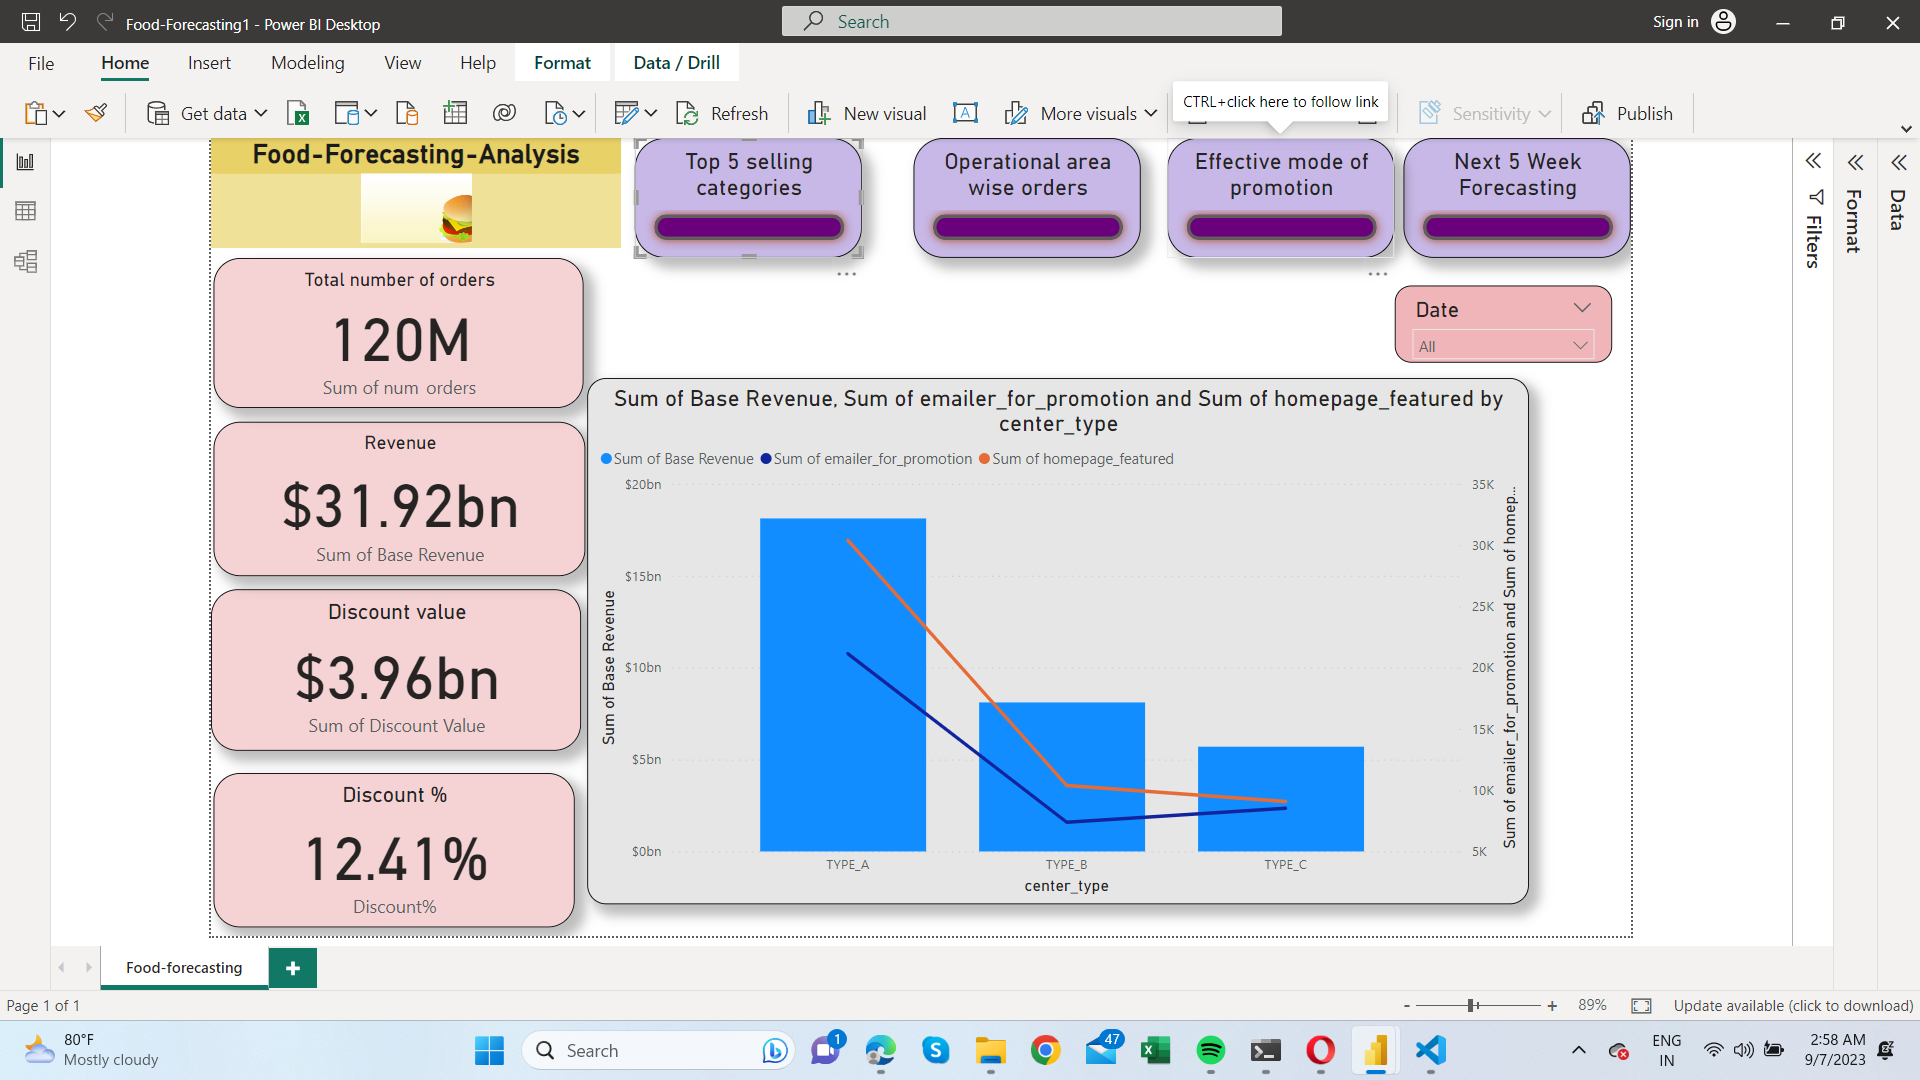 Food-Forecasting1 - Power BI Desktop
Search
Sign in
File
Home
Insert
Modeling
View
Help
Format
Data / Drill
Get data
Refresh
New visual
More visuals
CTRL+click here to follow link
Sensitivity
Publish
Food-Forecasting-Analysis
Top 5 selling
categories
Operational area
wise orders
Effective mode of
promotion
Next 5 Week
Forecasting
Filters
Format
Data
Date
All
Total number of orders
120M
Sum of num orders
Revenue
$31.92bn
Sum of Base Revenue
Discount value
$3.96bn
Sum of Discount Value
Discount %
12.41%
Discount%
Sum of Base Revenue, Sum of emailer_for_promotion and Sum of homepage_featured by
center_type
Sum of Base Revenue
Sum of emailer_for_promotion
Sum of homepage_featured
$20bn
$15bn
$10bn
$5bn
$0bn
Sum of Base Revenue
35K
30K
25K
20K
15K
10K
5K
Sum of emailer_for_promotion and Sum of homep...
TYPE_A
TYPE_B
TYPE_C
center_type
Food-forecasting
Page 1 of 1
89%
Update available (click to download)
80°F
Mostly cloudy
Search
1
47
ENG
IN
2:58 AM
9/7/2023